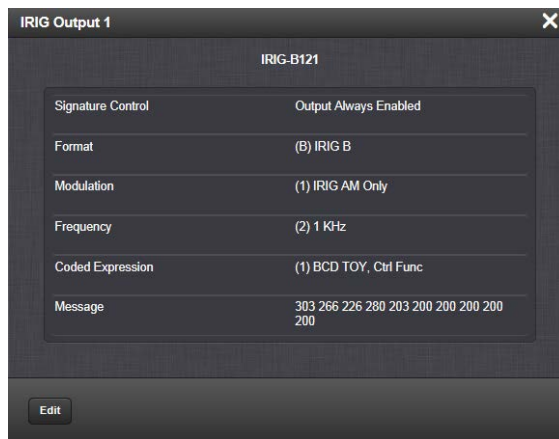 IRIG Output 1
IRIG-B121
Signature Control Output Always Enabled
Format (B) IRIG B
Modulation (1) IRIG AM Only
Frequency (2) 1 KHz
Coded Expression (1) BCD TOY, Ctrl Func
Message 303 266 226 280 203 200 200 200 200
200
Edit